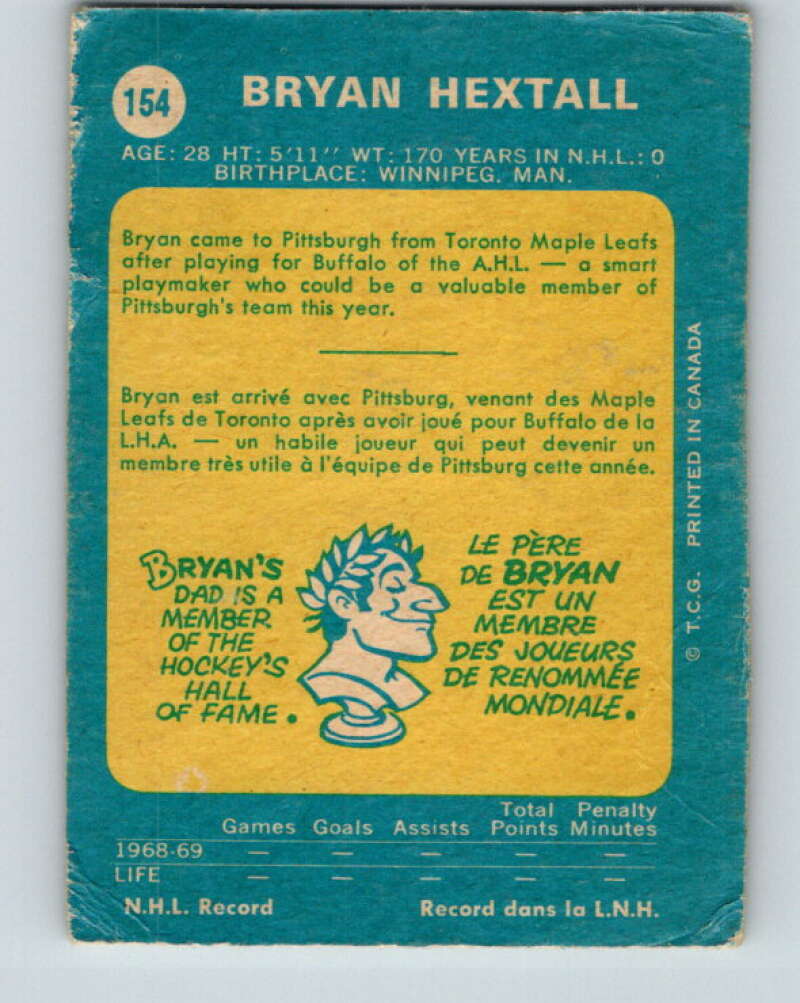 154
BRYAN HEXTALL
AGE: 28 HT: 5'11'' WT: 170 YEARS IN N.H.L.: 0
BIRTHPLACE: WINNIPEG. MAN.
Bryan came to Pittsburgh from Toronto Maple Leafs
after playing for Buffalo of the A.H.L. — a smart
playmaker who could be a valuable member of
Pittsburgh's team this year.
Bryan est arrivé avec Pittsburg, venant des Maple
Leafs de Toronto après avoir joué pour Buffalo de la
L.H.A. — un habile joueur qui peut devenir un
membre très utile à l'équipe de Pittsburg cette année.
BRYAN'S
DAD IS A
MEMBER
OF THE
HOCKEY'S
HALL
OF FAME.
LE PÈRE
DE BRYAN
EST UN
MEMBRE
DES JOUEURS
DE RENOMMÉE
MONDIALE.
© T.C.G. PRINTED IN CANADA
Total Penalty
Games Goals Assists Points Minutes
1968-69 — — — — —
LIFE — — — — —
N.H.L. Record Record dans la L.N.H.